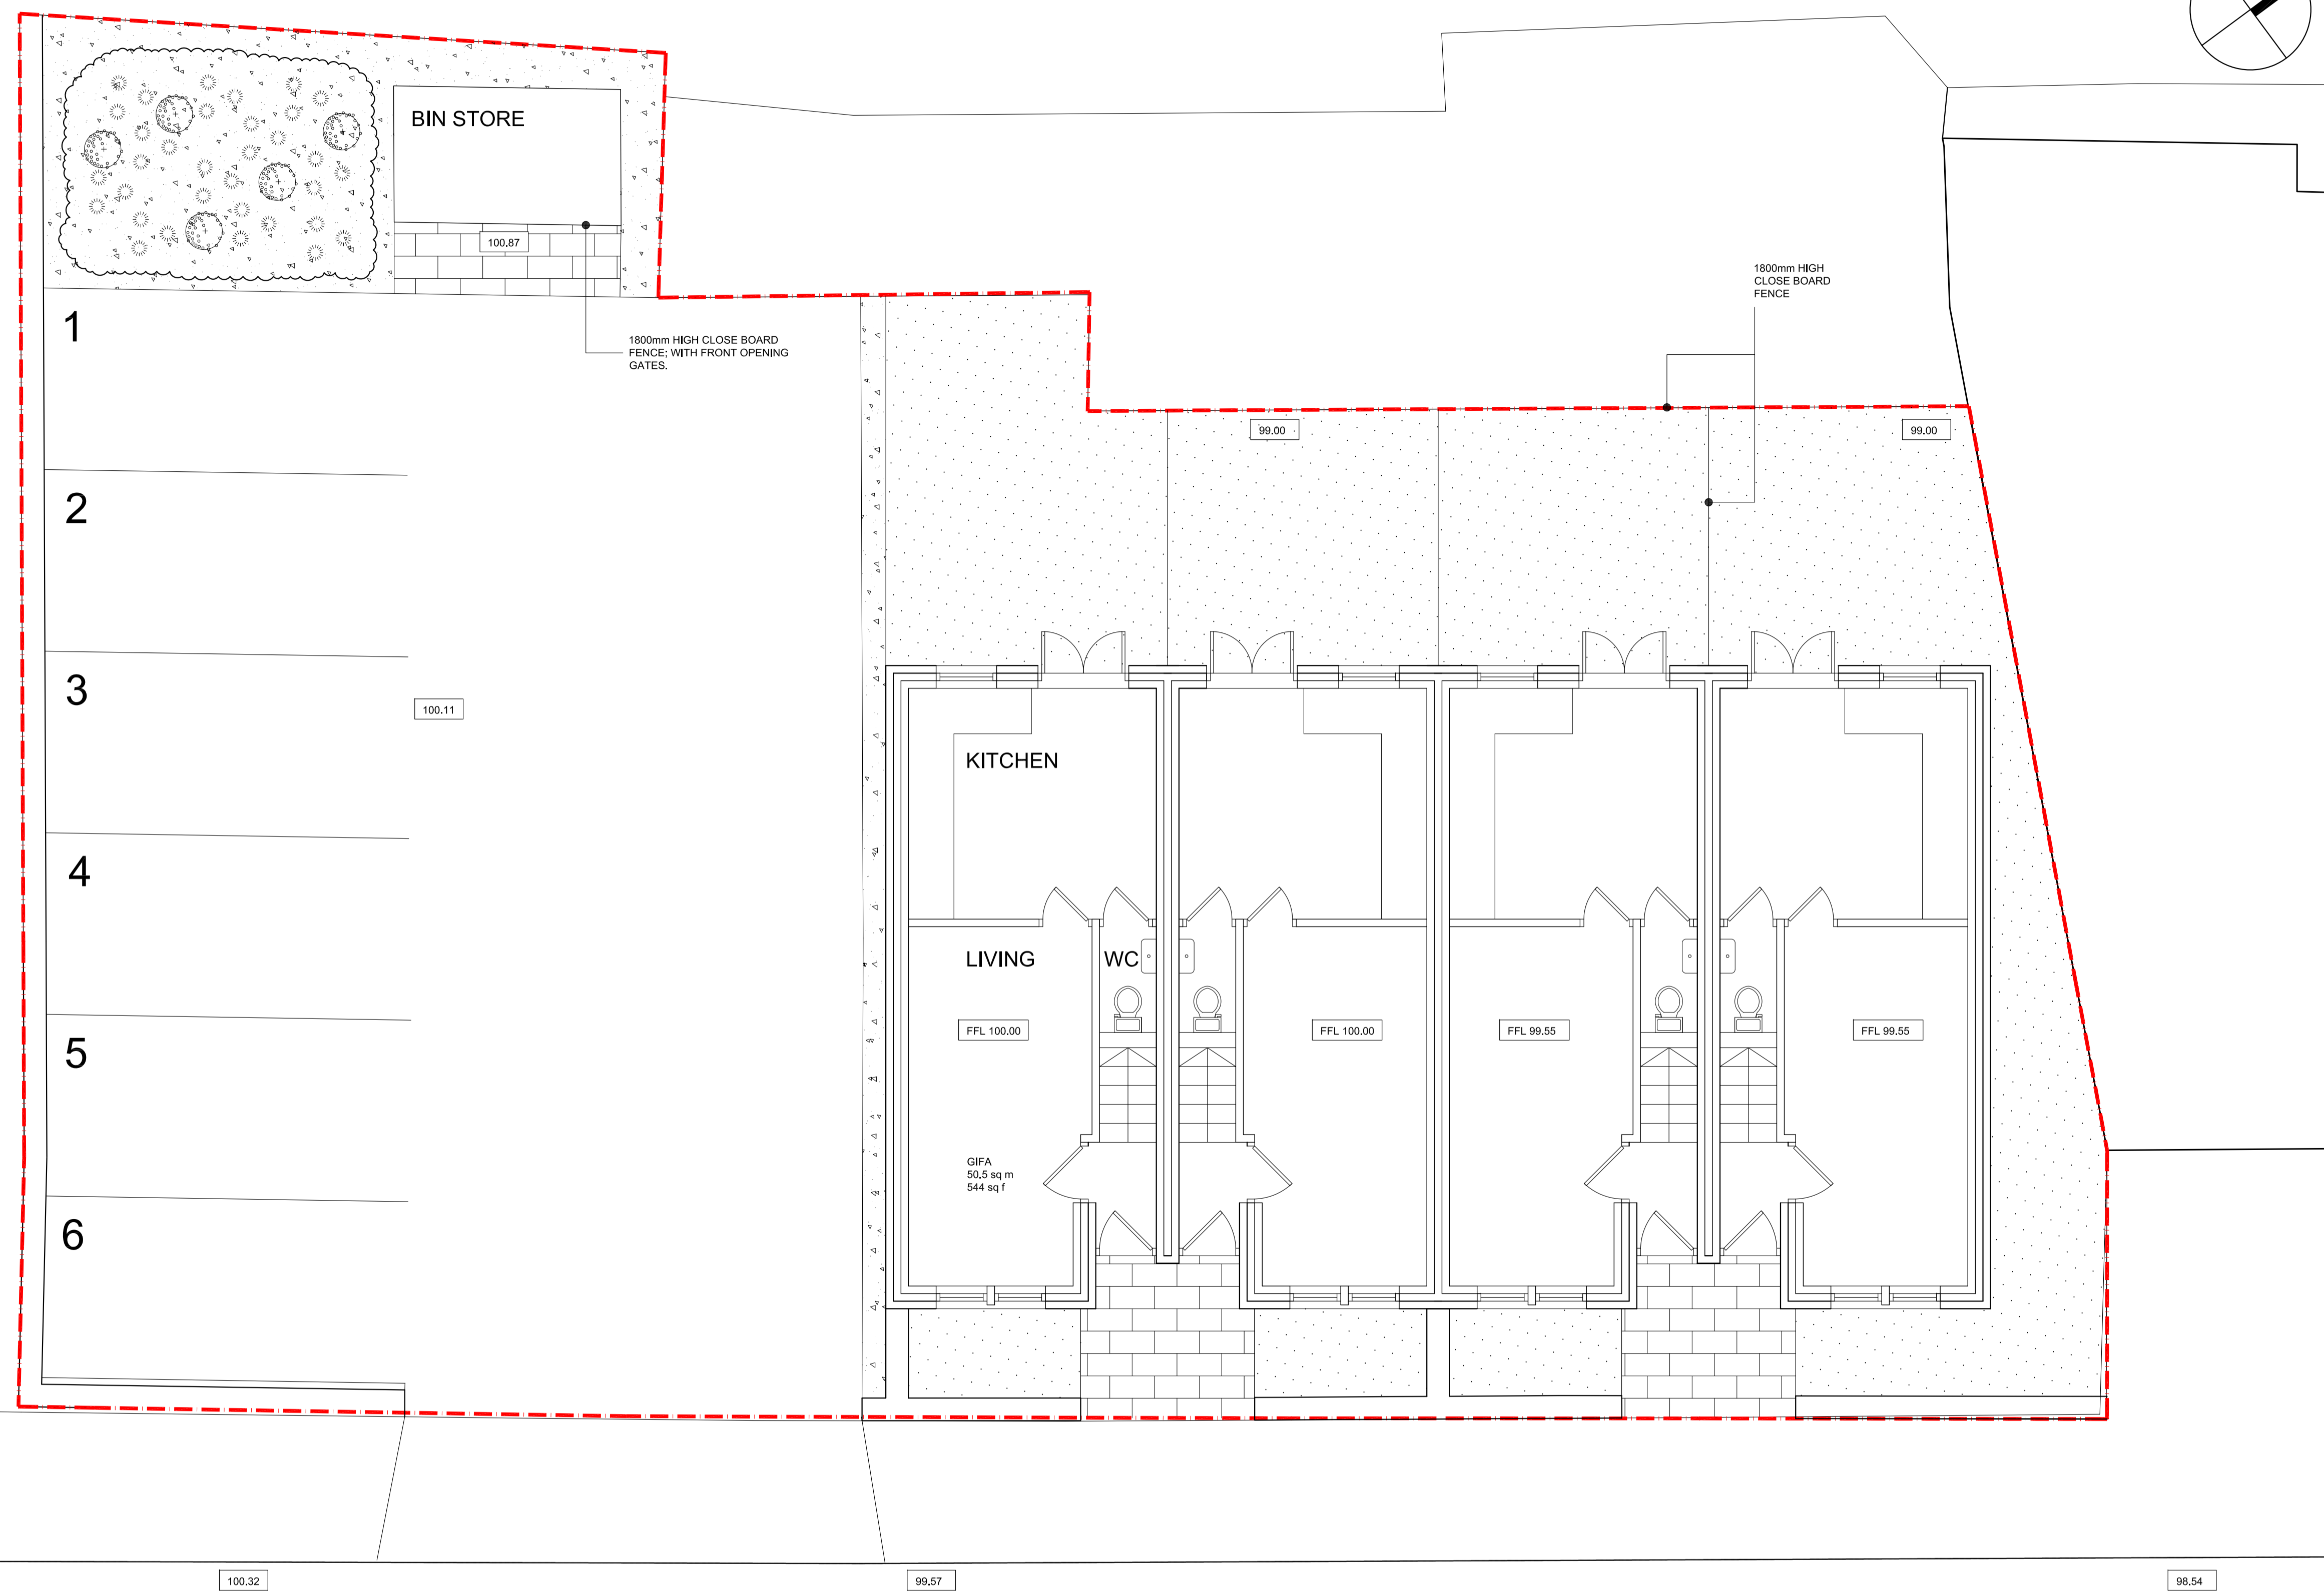 BIN STORE
100.87
1800mm HIGH
CLOSE BOARD
FENCE
1
1800mm HIGH CLOSE BOARD
FENCE; WITH FRONT OPENING
GATES.
99.00
99.00
2
3
100.11
KITCHEN
4
LIVING
WC
FFL 100.00
FFL 100.00
FFL 99.55
FFL 99.55
5
GIFA
50.5 sq m
544 sq f
6
100.32
99.57
98.54